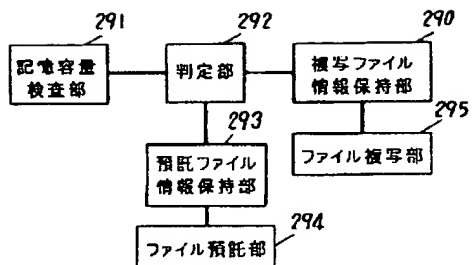 291
292
290
記憶容量
検査部
判定部
複写ファイル
情報保持部
293
295
預託ファイル
情報保持部
ファイル複写部
294
ファイル預託部